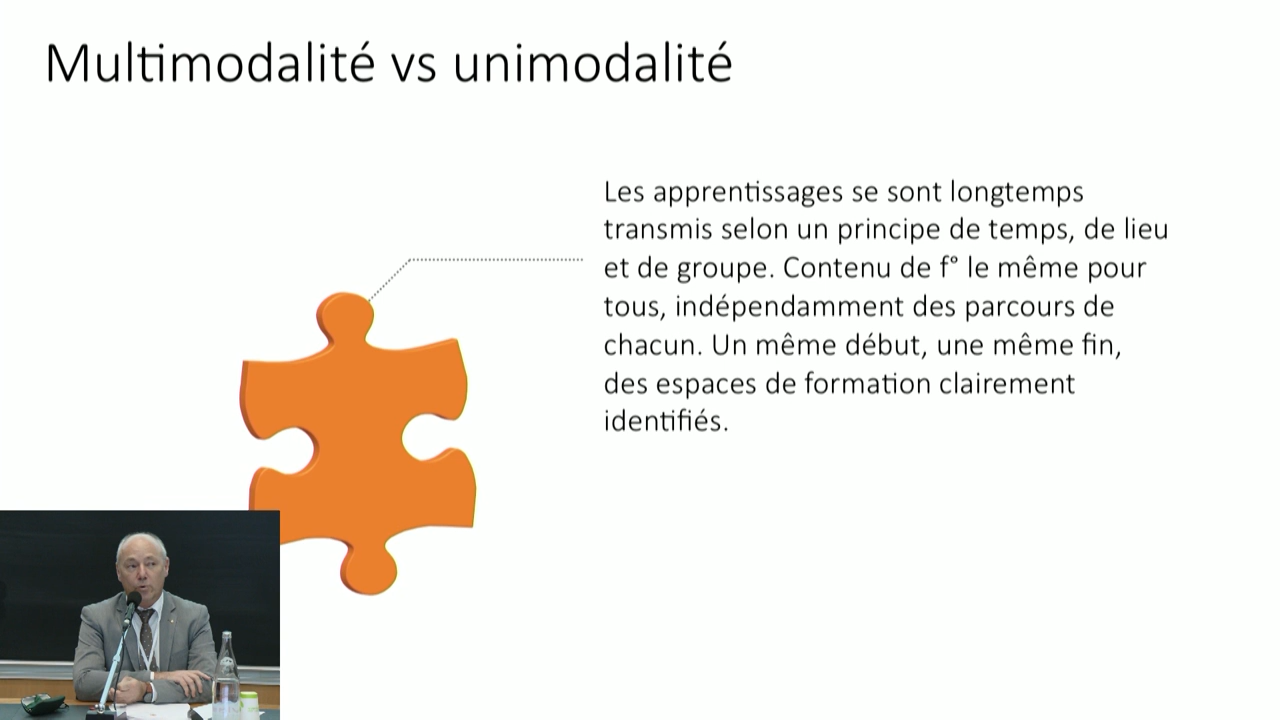 Multimodalité vs unimodalité
Les apprentissages se sont longtemps
transmis selon un principe de temps, de lieu
et de groupe. Contenu de f° le même pour
tous, indépendamment des parcours de
chacun. Un même début, une même fin,
des espaces de formation clairement
identifiés.